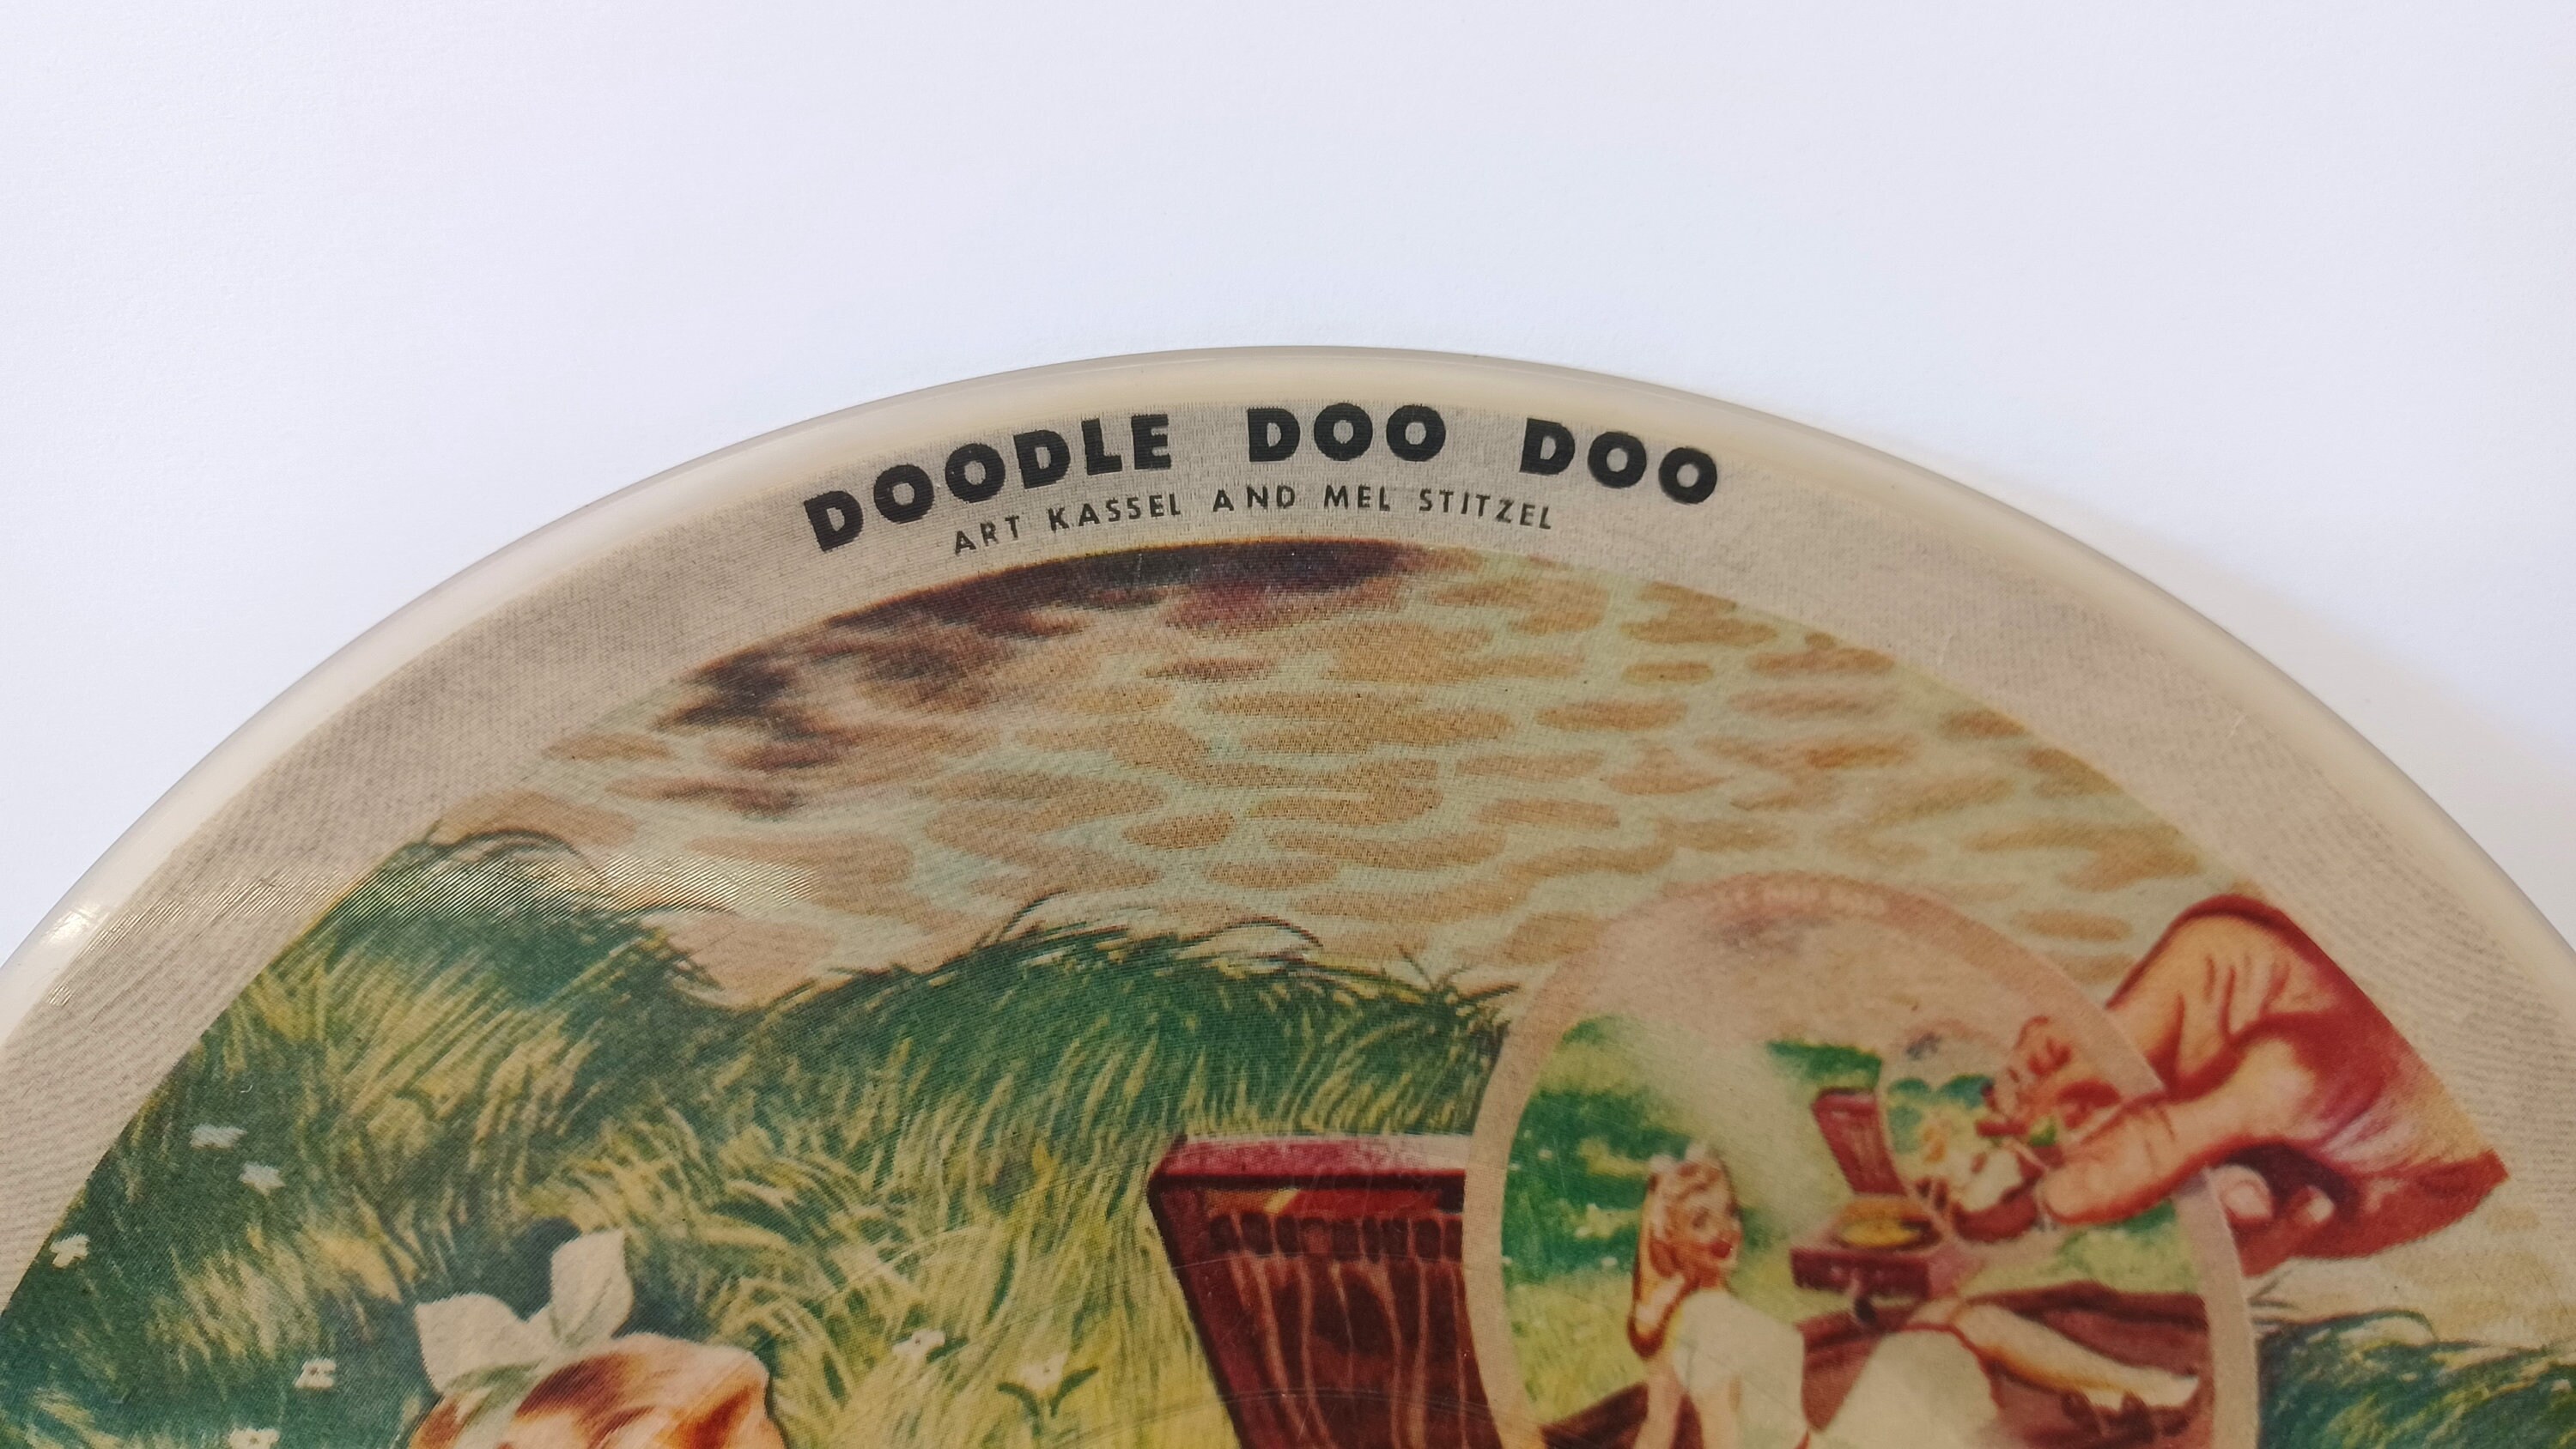 DOODLE DOO DOO
ART KASSEL AND MEL STITZEL